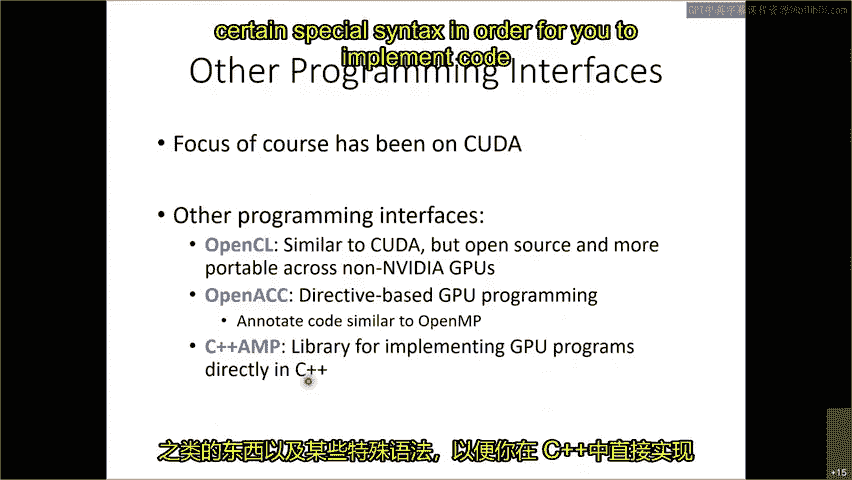 certain special syntax in order for you to
implement code
Other Programming Interfaces
• Focus of course has been on CUDA
• Other programming interfaces:
• OpenCL: Similar to CUDA, but open source and more
portable across non-NVIDIA GPUs
• OpenACC: Directive-based GPU programming
• Annotate code similar to OpenMP
• C++AMP: Library for implementing GPU programs
directly in C++
之类的东西以及某些特殊语法，以便你在 C++中直接实现
+15